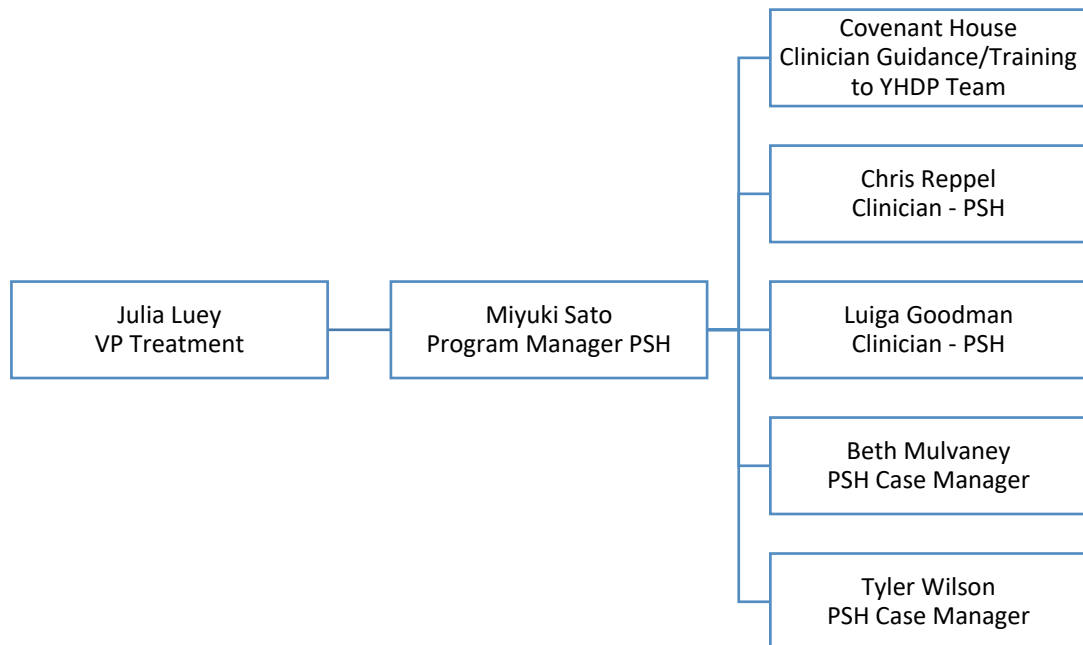 Covenant House
Clinician Guidance/Training
to YHDP Team
Chris Reppel
Clinician - PSH
Julia Luey
VP Treatment
Miyuki Sato
Program Manager PSH
Luiga Goodman
Clinician - PSH
Beth Mulvaney
PSH Case Manager
Tyler Wilson
PSH Case Manager